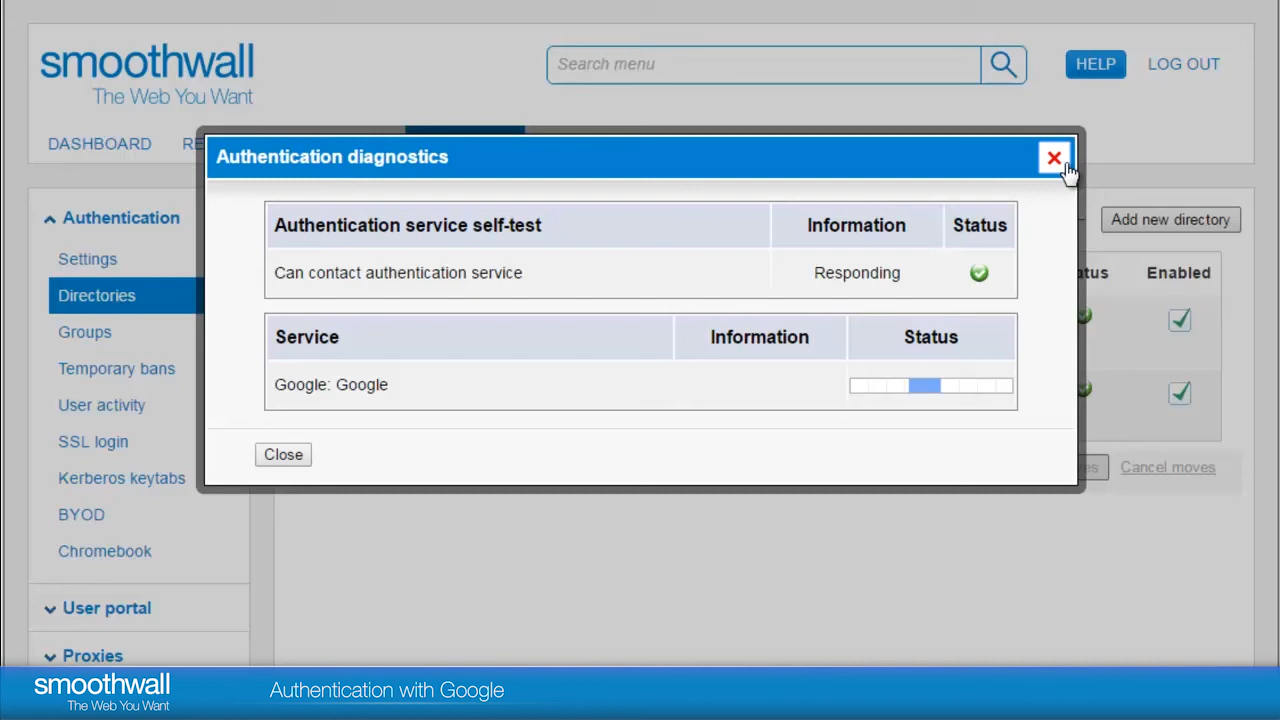 smoothwall
The Web You Want
Search menu
HELP
LOG OUT
DASHBOARD
RE
Authentication diagnostics
Authentication service self-test Information Status
Can contact authentication service Responding
Service Information Status
Google: Google
Close
Authentication
Settings
Directories
Groups
Temporary bans
User activity
SSL login
Kerberos keytabs
BYOD
Chromebook
User portal
Proxies
Add new directory
atus Enabled
es Cancel moves
smoothwall
The Web You Want
Authentication with Google